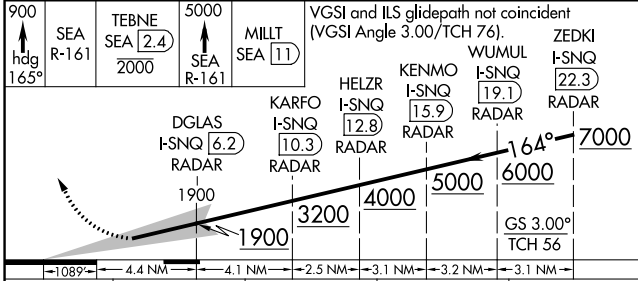 900
hdg
165°
SEA
R-161
TEBNE
SEA 2.4
2000
5000
SEA
R-161
MILLT
SEA 11
VGSI and ILS glidepath not coincident
(VGSI Angle 3.00/TCH 76).
ZEDKI
I-SNQ
22.3
RADAR
WUMUL
I-SNQ
19.1
RADAR
KENMO
I-SNQ
15.9
RADAR
HELZR
I-SNQ
12.8
RADAR
KARFO
I-SNQ
10.3
RADAR
DGLAS
I-SNQ 6.2
RADAR
1900
164°
7000
6000
5000
4000
3200
1900
GS 3.00°
TCH 56
1089'
4.4 NM
4.1 NM
2.5 NM
3.1 NM
3.2 NM
3.1 NM